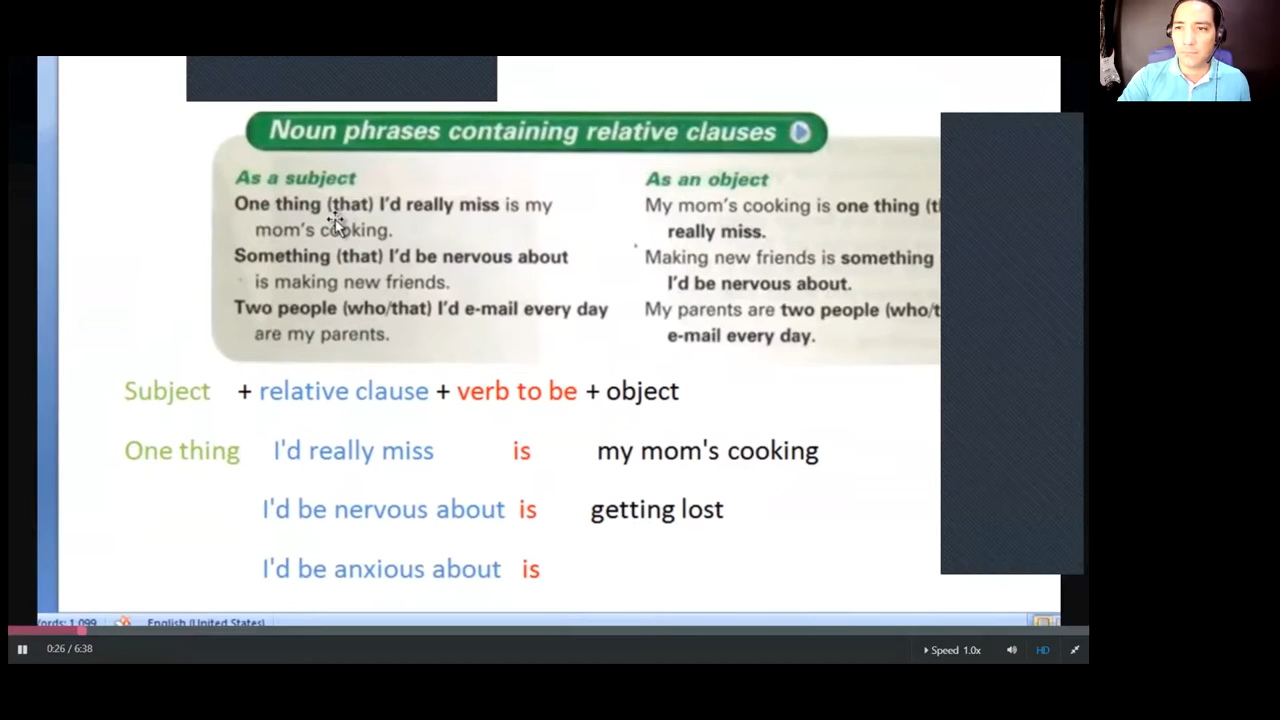 Noun phrases containing relative clauses
As a subject
One thing (that) I'd really miss is my
mom's cooking.
Something (that) I'd be nervous about
is making new friends.
Two people (who/that) I'd e-mail every day
are my parents.
As an object
My mom's cooking is one thing (t
really miss.
Making new friends is something
I'd be nervous about.
My parents are two people (who/t
e-mail every day.
Subject + relative clause + verb to be + object
One thing I'd really miss is my mom's cooking
I'd be nervous about is getting lost
I'd be anxious about is
ords: 1,099 English (United States)
0:26 / 6:38 Speed 1.0x HD